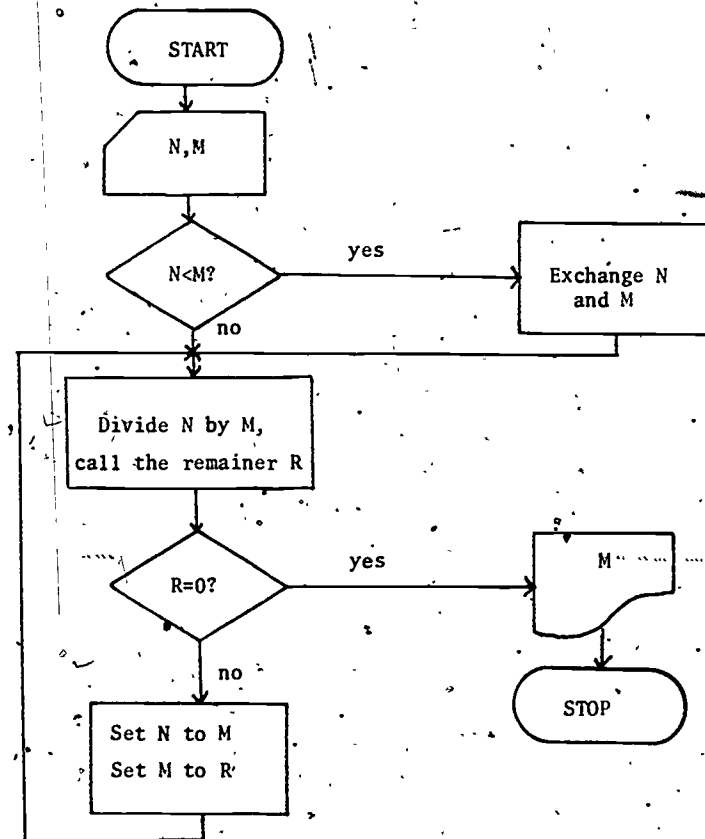 START
N,M
N<M?
yes
Exchange N
and M
no
Divide N by M,
call the remainer R
R=0?
yes
M
no
STOP
Set N to M
Set M to R